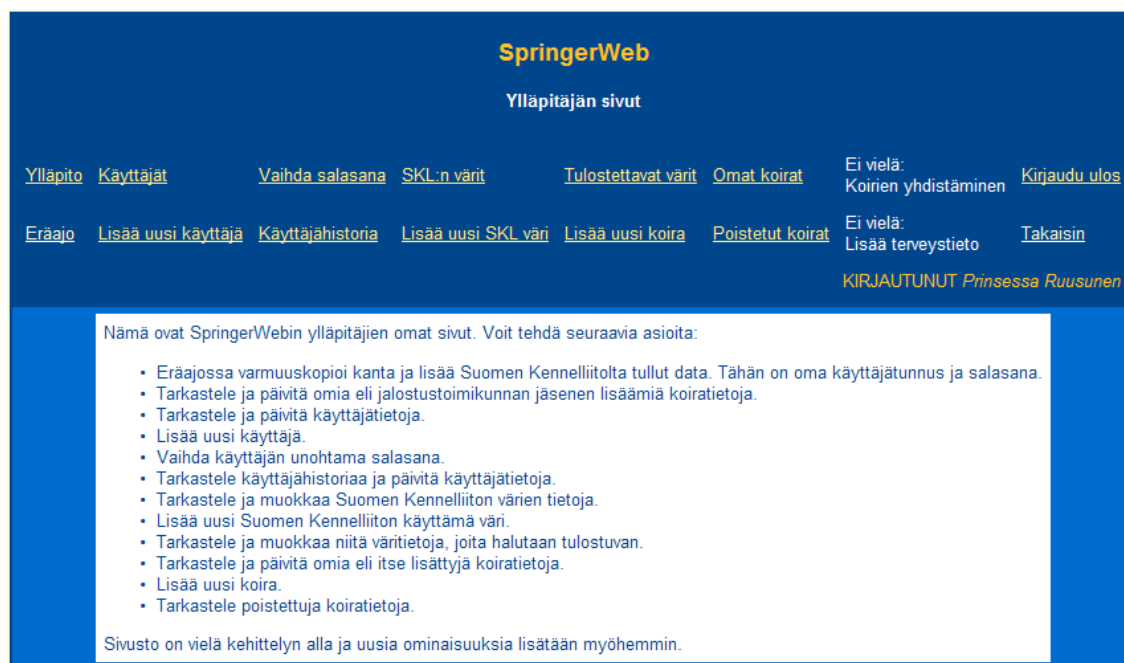 SpringerWeb
Ylläpitäjän sivut
Ylläpito Käyttäjät Vaihda salasana SKL:n värit Tulostettavat värit Omat koirat Ei vielä: Koirien yhdistäminen Kirjaudu ulos
Eräajo Lisää uusi käyttäjä Käyttäjähistoria Lisää uusi SKL väri Lisää uusi koira Poistetut koirat Ei vielä: Lisää terveystieto Takaisin
KIRJAUTUNUT Prinsessa Ruusunen
Nämä ovat SpringerWebin ylläpitäjien omat sivut. Voit tehdä seuraavia asioita:
• Eräajossa varmuuskopioi kanta ja lisää Suomen Kennelliitolta tullut data. Tähän on oma käyttäjätunnus ja salasana.
• Tarkastele ja päivitä omia eli jalostustoimikunnan jäsenen lisäämiä koiratietoja.
• Tarkastele ja päivitä käyttäjätietoja.
• Lisää uusi käyttäjä.
• Vaihda käyttäjän unohtama salasana.
• Tarkastele käyttäjähistoriaa ja päivitä käyttäjätietoja.
• Tarkastele ja muokkaa Suomen Kennelliiton värien tietoja.
• Lisää uusi Suomen Kennelliiton käyttämä väri.
• Tarkastele ja muokkaa niitä väritietoja, joita halutaan tulostuvan.
• Tarkastele ja päivitä omia eli itse lisättyjä koiratietoja.
• Lisää uusi koira.
• Tarkastele poistettuja koiratietoja.
Sivusto on vielä kehittelyn alla ja uusia ominaisuuksia lisätään myöhemmin.